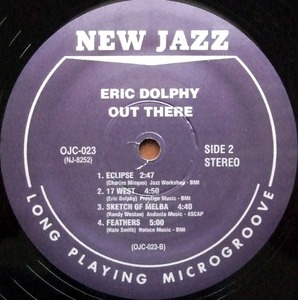 NEW JAZZ
ERIC DOLPHY
OUT THERE
OJC-023
(NJ-8252)
SIDE 2
STEREO
1. ECLIPSE 2:47
(Charles Mingus) Jazz Workshop - BMI
2. 17 WEST 4:50
(Eric Dolphy) Prestige Music - BMI
3. SKETCH OF MELBA 4:40
(Randy Weston) Andante Music - ASCAP
4. FEATHERS 5:00
(Hale Smith) Nalsco Music - BMI
(OJC-023-B)
LONG PLAYING MICROGROOVE